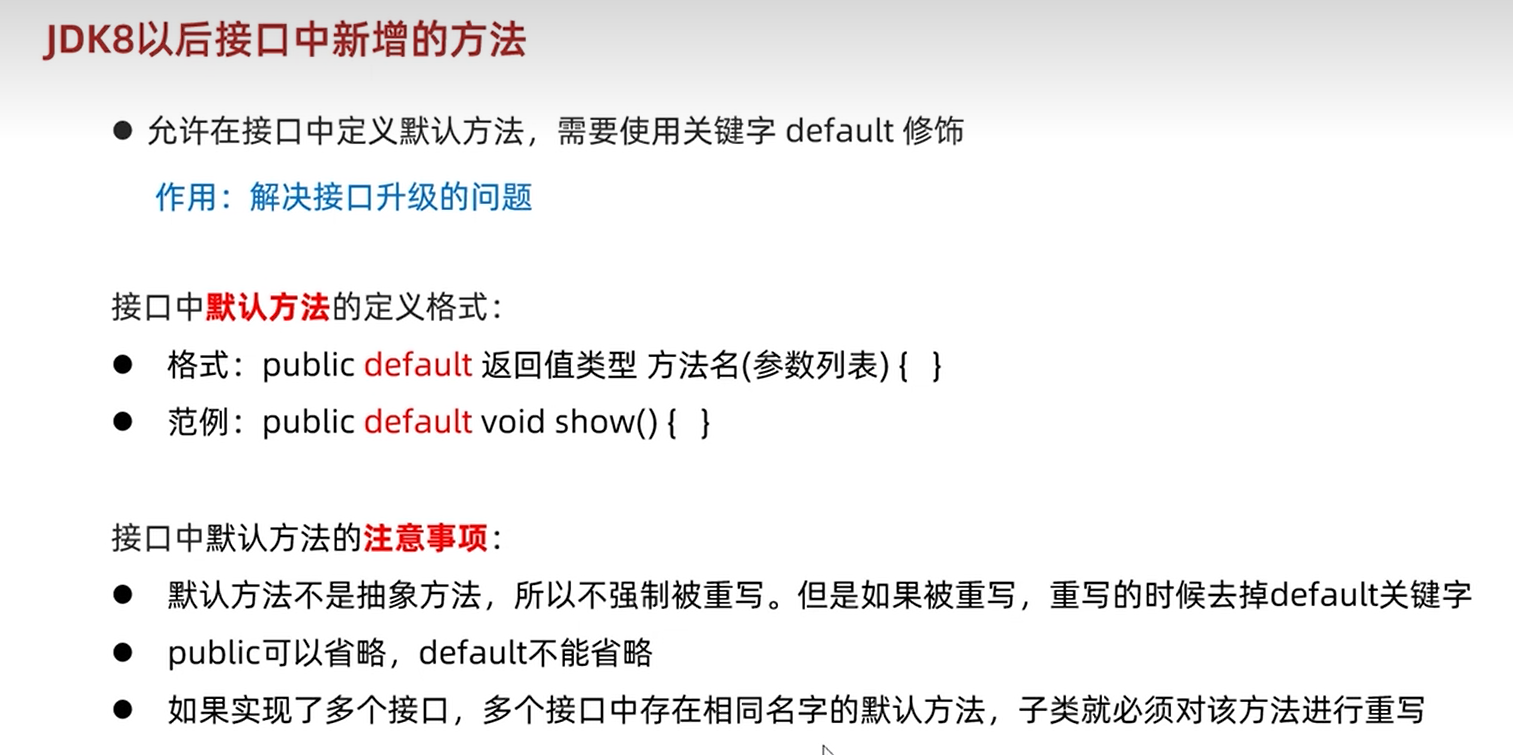 JDK8以后接口中新增的方法
● 允许在接口中定义默认方法，需要使用关键字 default 修饰
作用：解决接口升级的问题
接口中默认方法的定义格式：
● 格式：public default 返回值类型 方法名(参数列表) { }
● 范例：public default void show() { }
接口中默认方法的注意事项：
● 默认方法不是抽象方法，所以不强制被重写。但是如果被重写，重写的时候去掉default关键字
● public可以省略，default不能省略
● 如果实现了多个接口，多个接口中存在相同名字的默认方法，子类就必须对该方法进行重写